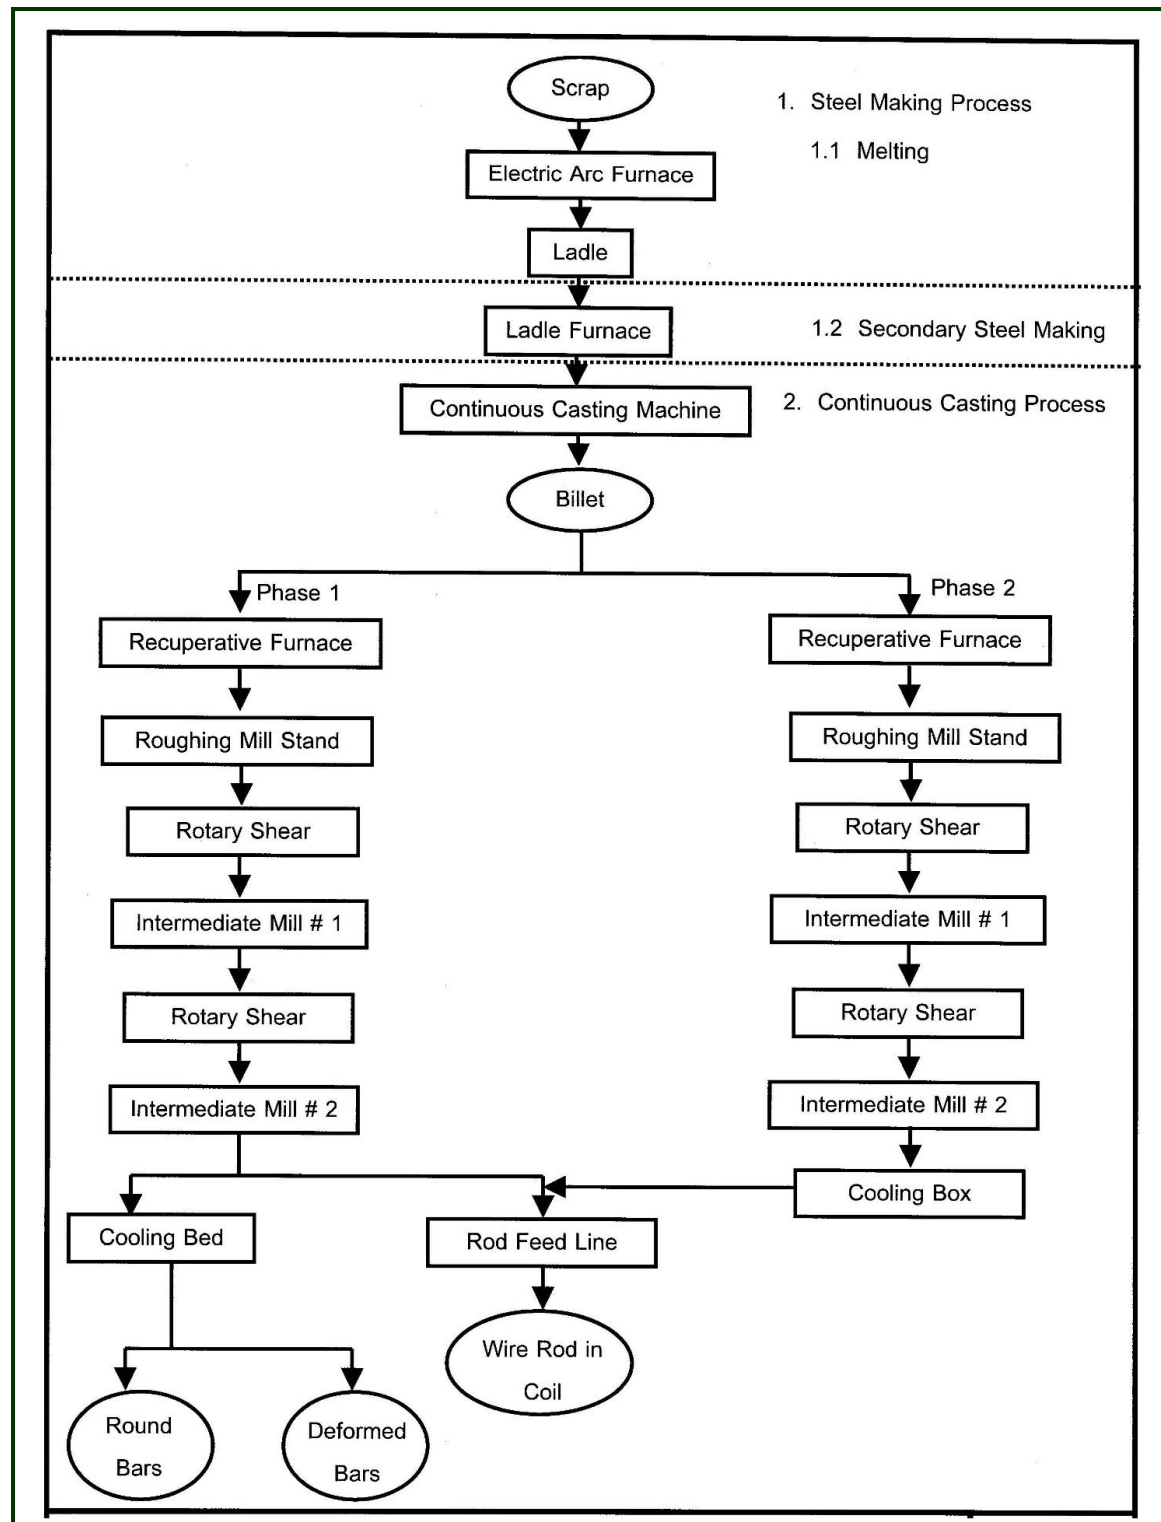 Scrap
1. Steel Making Process
1.1 Melting
Electric Arc Furnace
Ladle
Ladle Furnace
1.2 Secondary Steel Making
Continuous Casting Machine
2. Continuous Casting Process
Billet
Phase 1
Phase 2
Recuperative Furnace
Recuperative Furnace
Roughing Mill Stand
Roughing Mill Stand
Rotary Shear
Rotary Shear
Intermediate Mill # 1
Intermediate Mill # 1
Rotary Shear
Rotary Shear
Intermediate Mill # 2
Intermediate Mill # 2
Cooling Box
Cooling Bed
Rod Feed Line
Wire Rod in
Coil
Round
Bars
Deformed
Bars